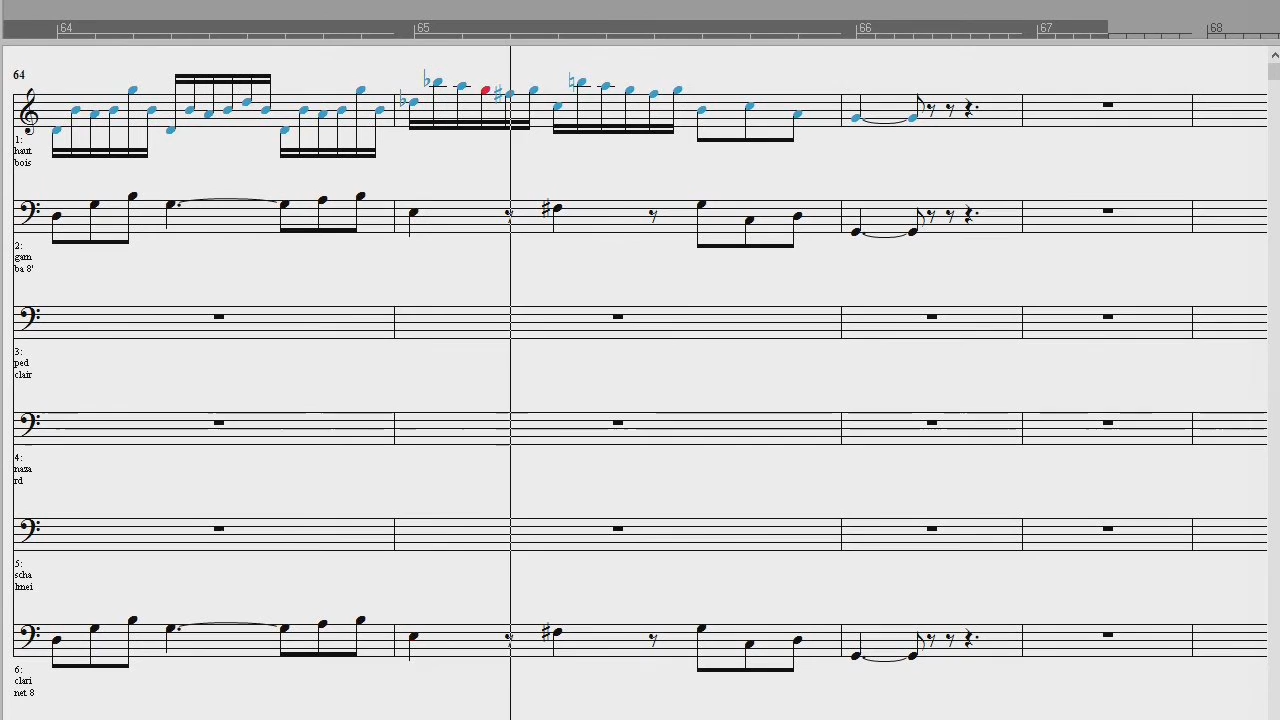 64 65 66 67 68
64
1:
haut
bois
2:
gam
ba 8'
3:
ped
clair
4:
naza
rd
5:
scha
lmei
6:
clari
net 8